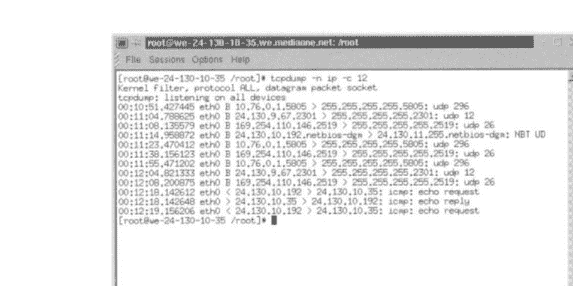 root@we-24-130-10-35.we.mediaone.net: /root
File Sessions Options Help
[root@we-24-130-10-35 /root]# tcpdump -n ip -c 12
Kernel filter, protocol ALL, datagram packet socket
tcpdump: listening on all devices
00:10:51.427445 eth0 B 10.76.0.1.5805 > 255.255.255.255.5805: udp 296
00:11:04.788625 eth0 B 24.130.9.67.2301 > 255.255.255.255.2301: udp 12
00:11:08.135579 eth0 B 169.254.110.146.2519 > 255.255.255.255.2519: udp 26
00:11:14.958872 eth0 B 24.130.10.192.netbios-dgm > 24.130.11.255.netbios-dgm: NBT UD
00:11:23.470412 eth0 B 10.76.0.1.5805 > 255.255.255.255.5805: udp 296
00:11:38.156123 eth0 B 169.254.110.146.2519 > 255.255.255.255.2519: udp 26
00:11:55.471202 eth0 B 10.76.0.1.5805 > 255.255.255.255.5805: udp 296
00:12:04.821333 eth0 B 24.130.9.67.2301 > 255.255.255.255.2301: udp 12
00:12:08.200875 eth0 B 169.254.110.146.2519 > 255.255.255.255.2519: udp 26
00:12:18.142612 eth0 < 24.130.10.192 > 24.130.10.35: icmp: echo request
00:12:18.142648 eth0 > 24.130.10.35 > 24.130.10.192: icmp: echo reply
00:12:19.156206 eth0 < 24.130.10.192 > 24.130.10.35: icmp: echo request
[root@we-24-130-10-35 /root]#